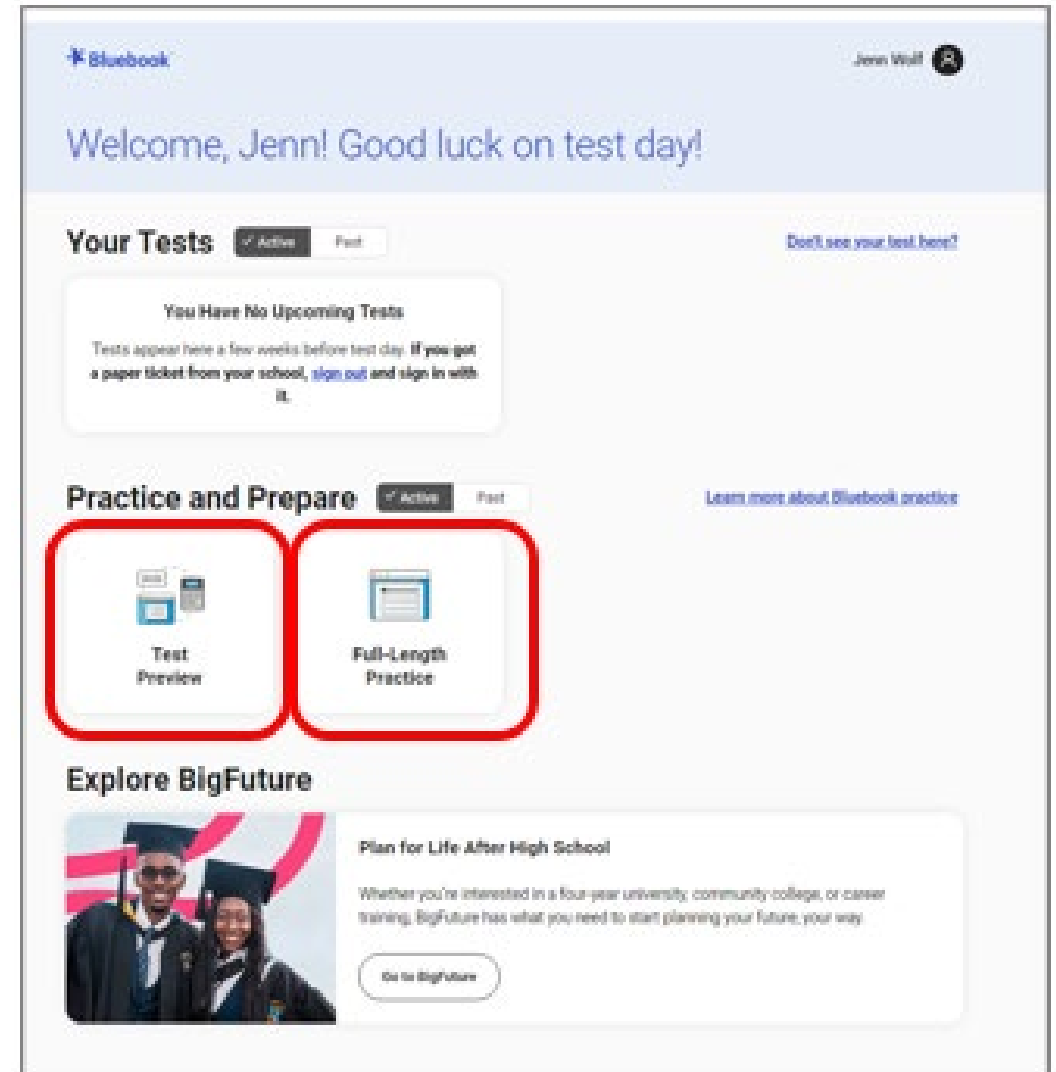 Bluebook
Jenn Wolf
Welcome, Jenn! Good luck on test day!
Your Tests
✓ Active
Past
Don't see your test here?
You Have No Upcoming Tests
Tests appear here a few weeks before test day. If you got
a paper ticket from your school, sign out and sign in with
it.
Practice and Prepare
✓ Active
Past
Learn more about Bluebook practice
Test
Preview
Full-Length
Practice
Explore BigFuture
Plan for Life After High School
Whether you're interested in a four-year university, community college, or career
training, BigFuture has what you need to start planning your future, your way.
Go to BigFuture